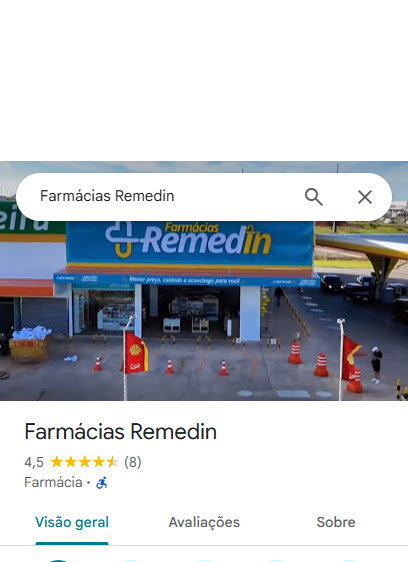 Farmácias Remedin
eira
Farmácias
Remedin
Menor preço, cuidado e aconchego para você
Farmácias Remedin
4,5 (8)
Farmácia ·
Visão geral Avaliações Sobre